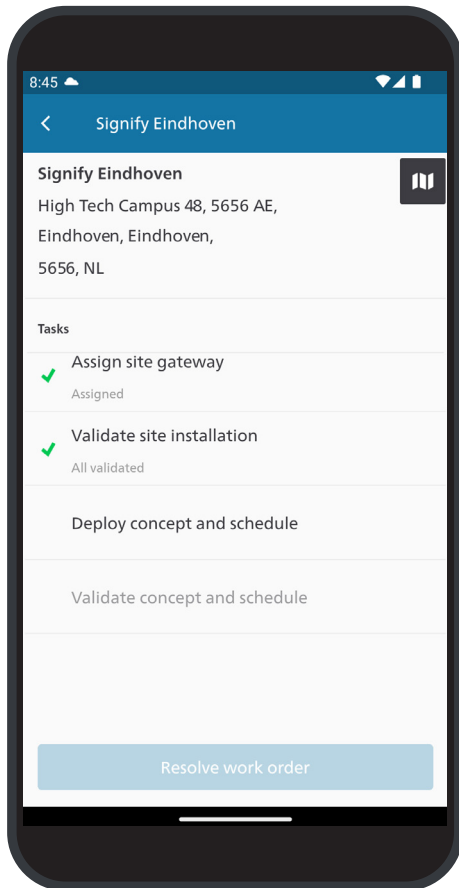 8:45
Signify Eindhoven
Signify Eindhoven
High Tech Campus 48, 5656 AE,
Eindhoven, Eindhoven,
5656, NL
Tasks
Assign site gateway
Assigned
Validate site installation
All validated
Deploy concept and schedule
Validate concept and schedule
Resolve work order